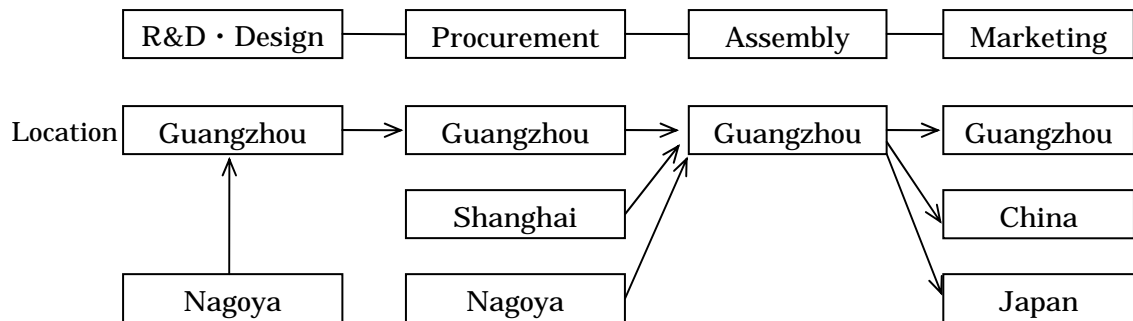 R&D・Design Procurement Assembly Marketing
Location Guangzhou Guangzhou Guangzhou Guangzhou
Shanghai China
Nagoya Nagoya Japan